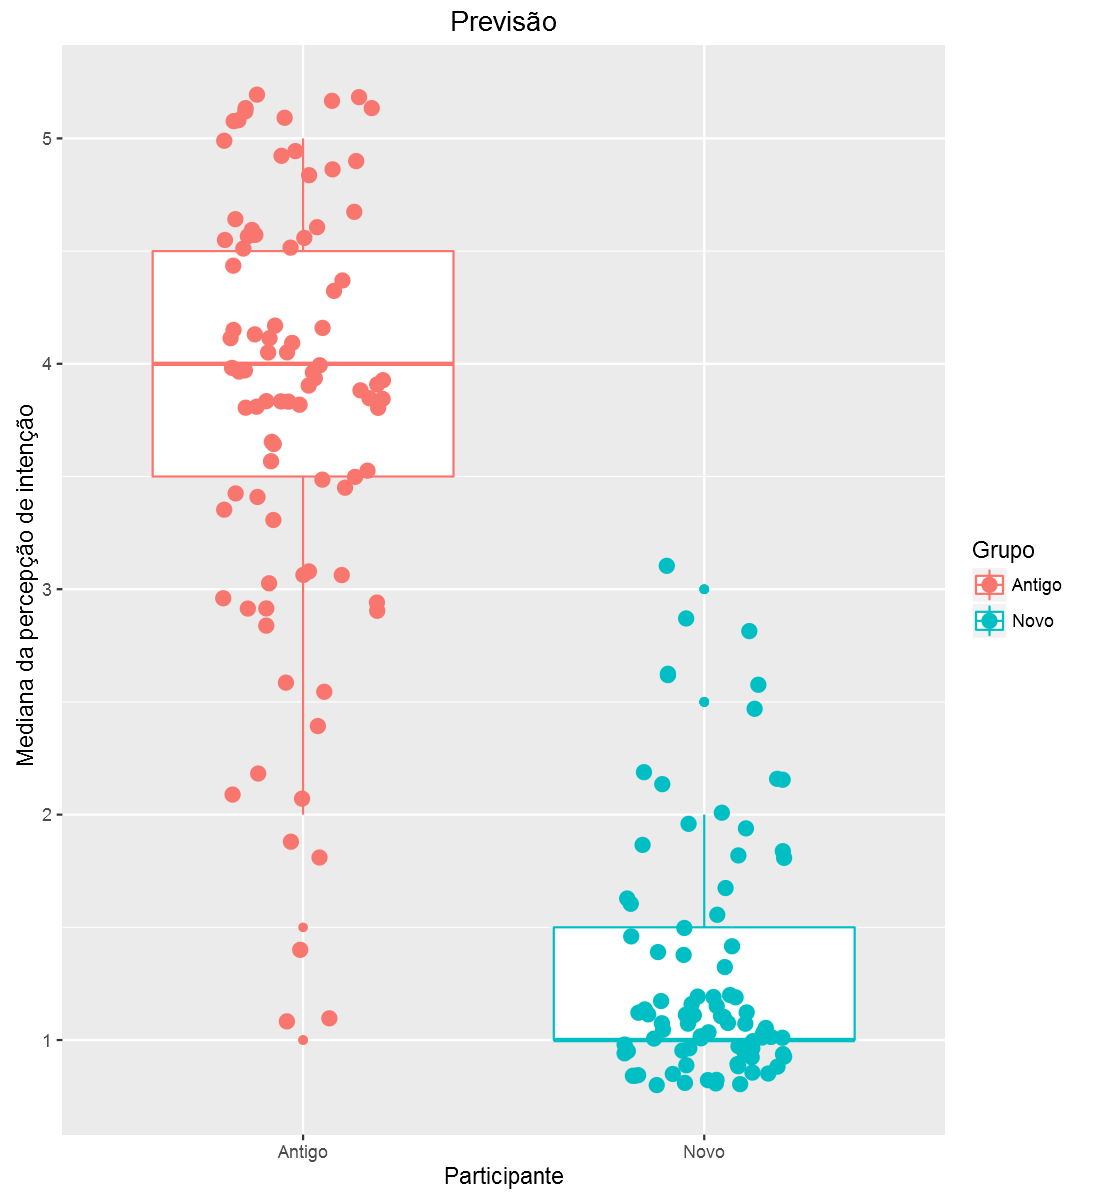 Previsão
Mediana da percepção de intenção
5
4
3
2
1
Antigo
Novo
Participante
Grupo
Antigo
Novo